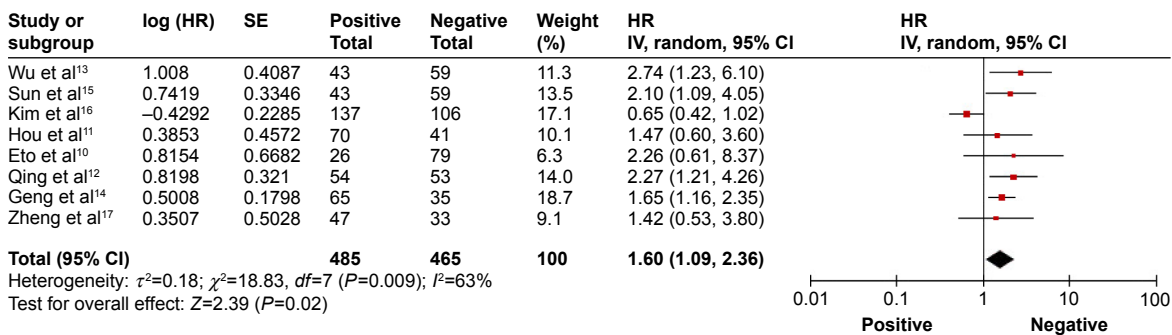 Study or subgroup log (HR) SE Positive Total Negative Total Weight (%) HR IV, random, 95% CI HR IV, random, 95% CI
Wu et al¹³ 1.008 0.4087 43 59 11.3 2.74 (1.23, 6.10)
Sun et al¹⁵ 0.7419 0.3346 43 59 13.5 2.10 (1.09, 4.05)
Kim et al¹⁶ –0.4292 0.2285 137 106 17.1 0.65 (0.42, 1.02)
Hou et al¹¹ 0.3853 0.4572 70 41 10.1 1.47 (0.60, 3.60)
Eto et al¹⁰ 0.8154 0.6682 26 79 6.3 2.26 (0.61, 8.37)
Qing et al¹² 0.8198 0.321 54 53 14.0 2.27 (1.21, 4.26)
Geng et al¹⁴ 0.5008 0.1798 65 35 18.7 1.65 (1.16, 2.35)
Zheng et al¹⁷ 0.3507 0.5028 47 33 9.1 1.42 (0.53, 3.80)
Total (95% CI) 485 465 100 1.60 (1.09, 2.36)
Heterogeneity: τ²=0.18; χ²=18.83, df=7 (P=0.009); I²=63%
Test for overall effect: Z=2.39 (P=0.02)
0.01 0.1 1 10 100
Positive Negative